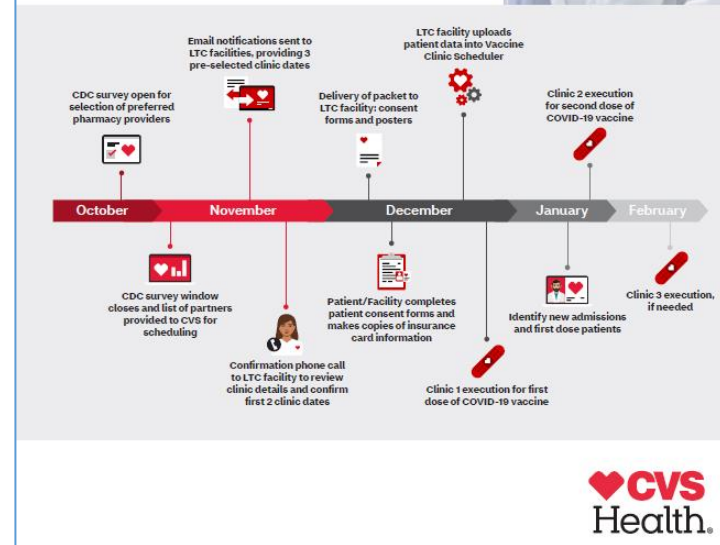 Email notifications sent to
LTC facilities, providing 3
pre-selected clinic dates
LTC facility uploads
patient data into Vaccine
Clinic Scheduler
CDC survey open for
selection of preferred
pharmacy providers
Delivery of packet to
LTC facility: consent
forms and posters
Clinic 2 execution
for second dose of
COVID-19 vaccine
October
November
December
January
February
CDC survey window
closes and list of partners
provided to CVS for
scheduling
Confirmation phone call
to LTC facility to review
clinic details and confirm
first 2 clinic dates
Patient/Facility completes
patient consent forms and
makes copies of insurance
card information
Clinic 1 execution for first
dose of COVID-19 vaccine
Identify new admissions
and first dose patients
Clinic 3 execution,
if needed
CVS
Health.